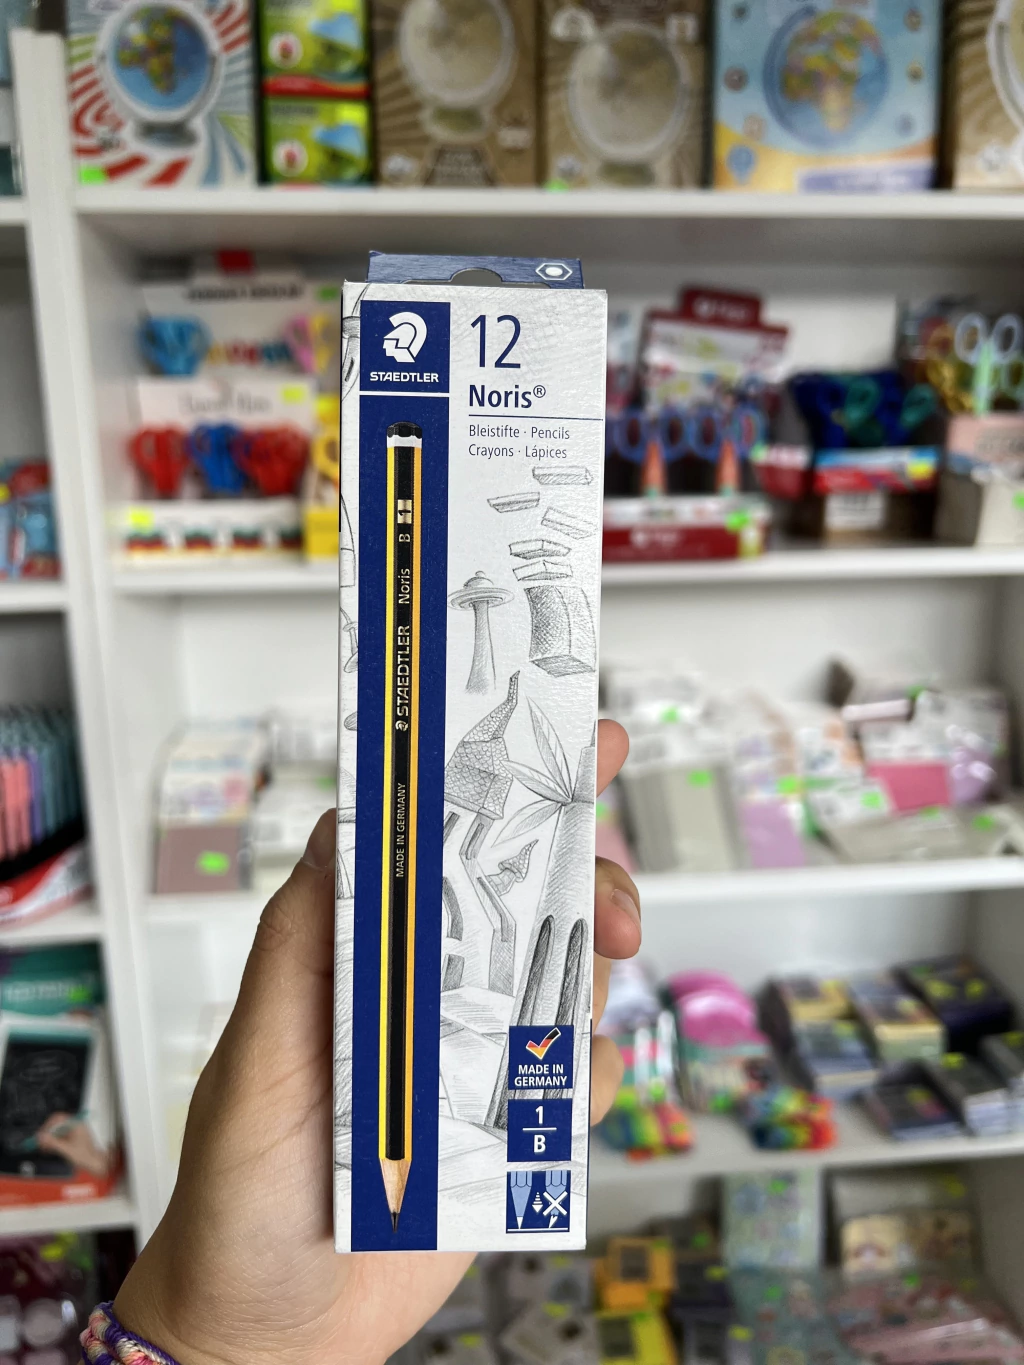 STAEDTLER
12
Noris®
Bleistifte · Pencils
Crayons · Lápices
MADE IN GERMANY STAEDTLER Noris B 1
MADE IN
GERMANY
1
B